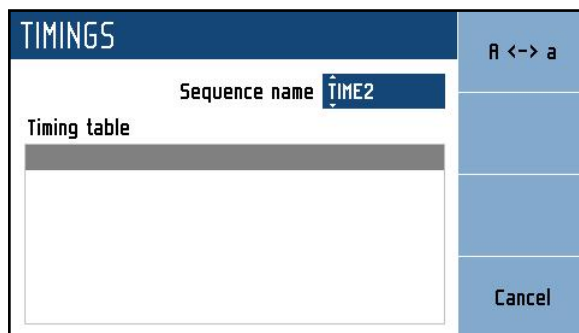 TIMINGS
A <-> a
Sequence name TIME2
Timing table
Cancel